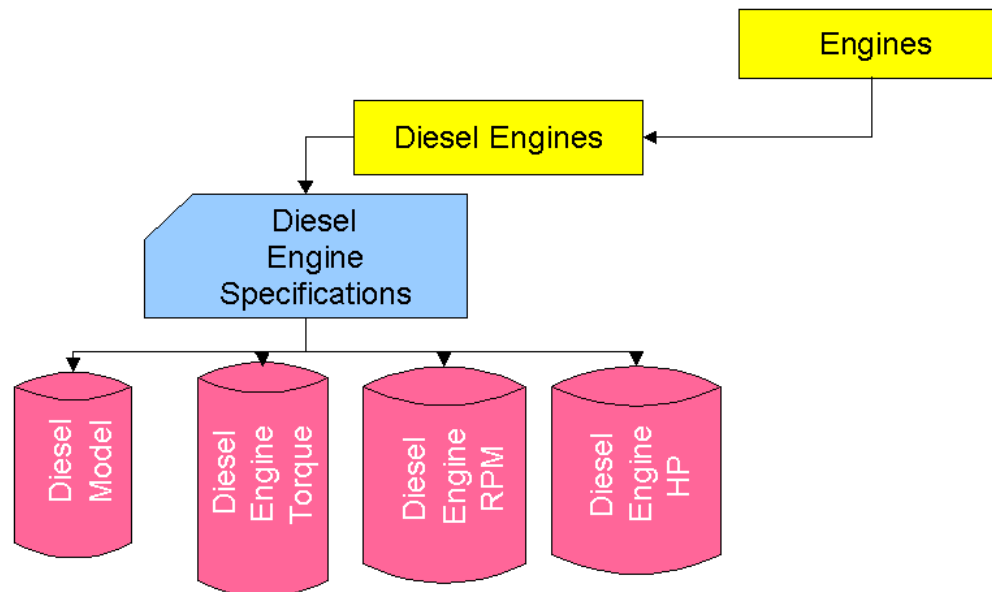 Engines
Diesel Engines
Diesel
Engine
Specifications
Diesel
Model
Diesel
Engine
Torque
Diesel
Engine
RPM
Diesel
Engine
HP